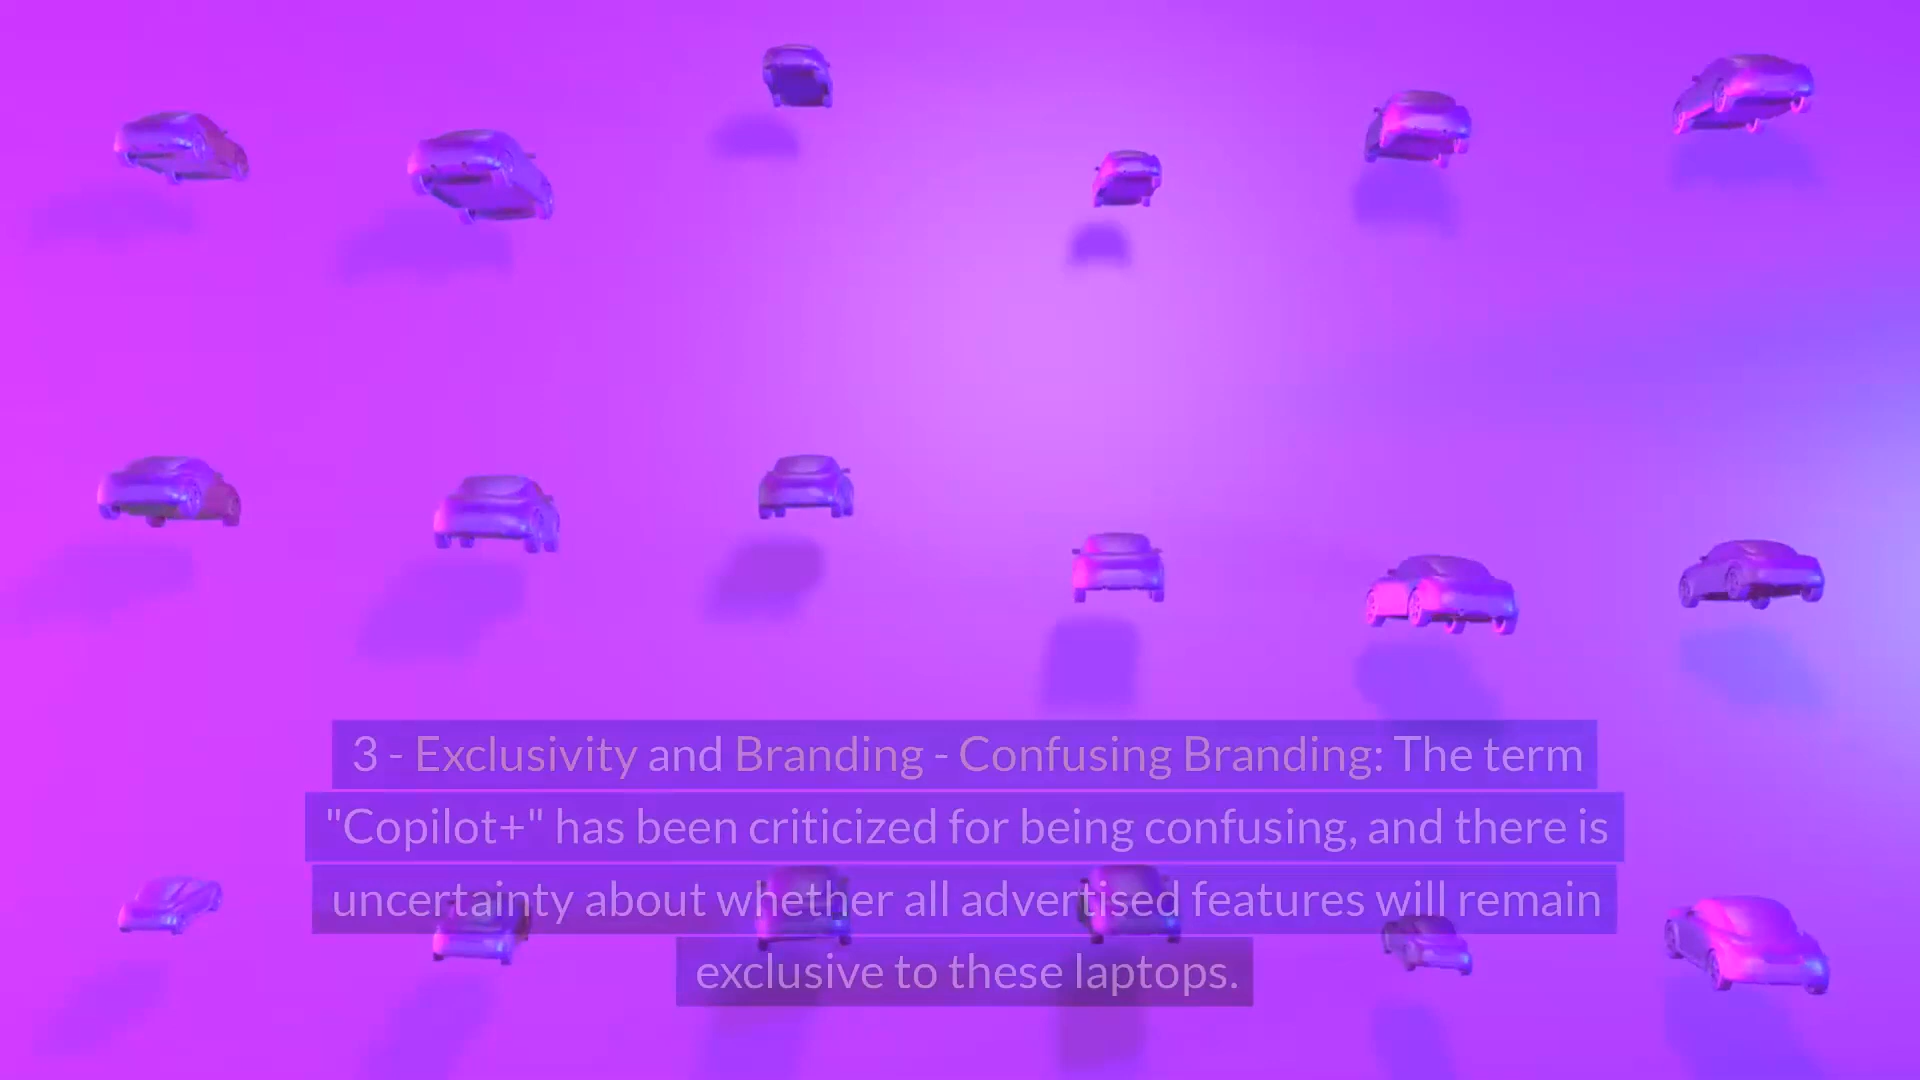 3 - Exclusivity and Branding - Confusing Branding: The term
"Copilot+" has been criticized for being confusing, and there is
uncertainty about whether all advertised features will remain
exclusive to these laptops.